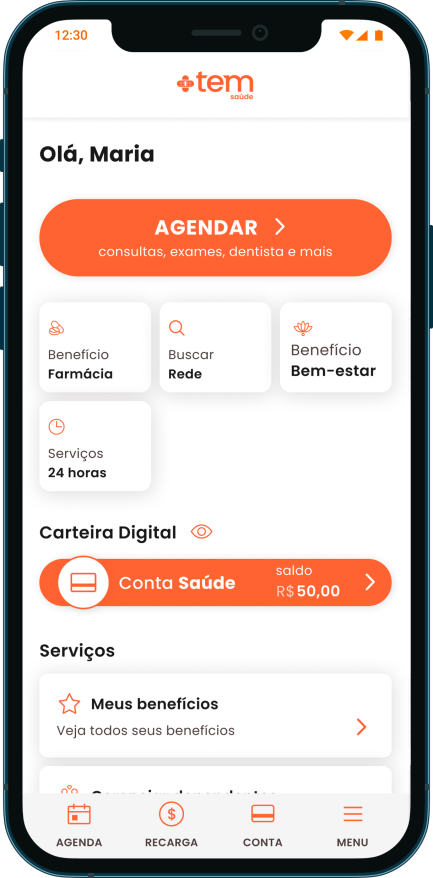 12:30
tem
saúde
Olá, Maria
AGENDAR
consultas, exames, dentista e mais
Benefício
Farmácia
Buscar
Rede
Benefício
Bem-estar
Serviços
24 horas
Carteira Digital
Conta Saúde
saldo
R$ 50,00
Serviços
Meus benefícios
Veja todos seus benefícios
AGENDA
RECARGA
CONTA
MENU